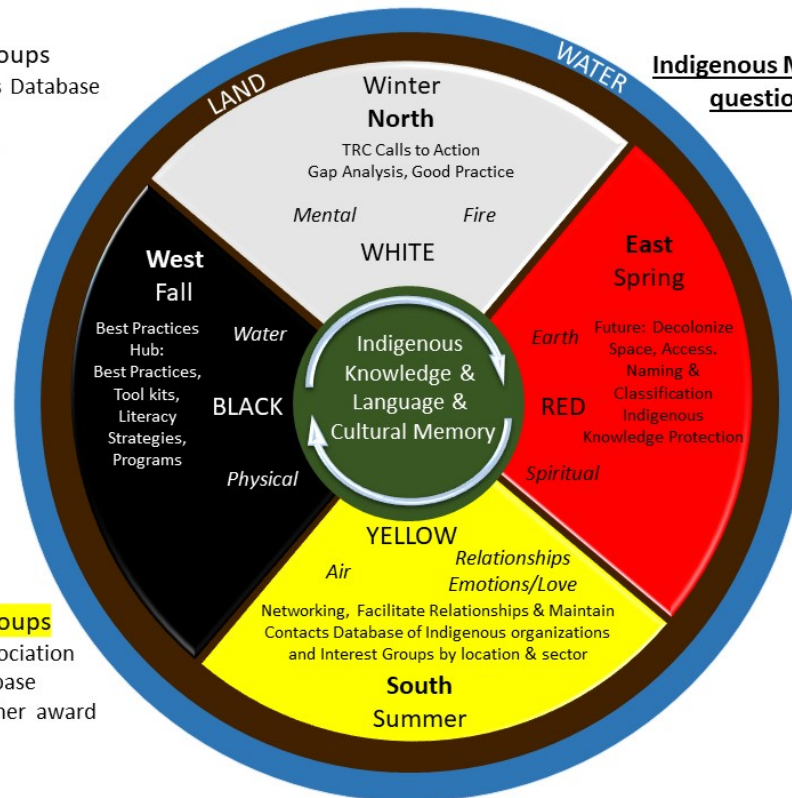 oups
s Database
Indigenous M
questio
LAND
WATER
Winter
North
TRC Calls to Action
Gap Analysis, Good Practice
Mental Fire
WHITE
West
Fall
Best Practices
Hub:
Best Practices,
Tool kits,
Literacy
Strategies,
Programs
Water
BLACK
Physical
Indigenous
Knowledge &
Language &
Cultural Memory
East
Spring
Earth
Future: Decolonize
Space, Access.
Naming &
Classification
Indigenous
Knowledge Protection
RED
Spiritual
YELLOW
Air
Relationships
Emotions/Love
Networking, Facilitate Relationships & Maintain
Contacts Database of Indigenous organizations
and Interest Groups by location & sector
South
Summer
oups
ociation
base
ner award